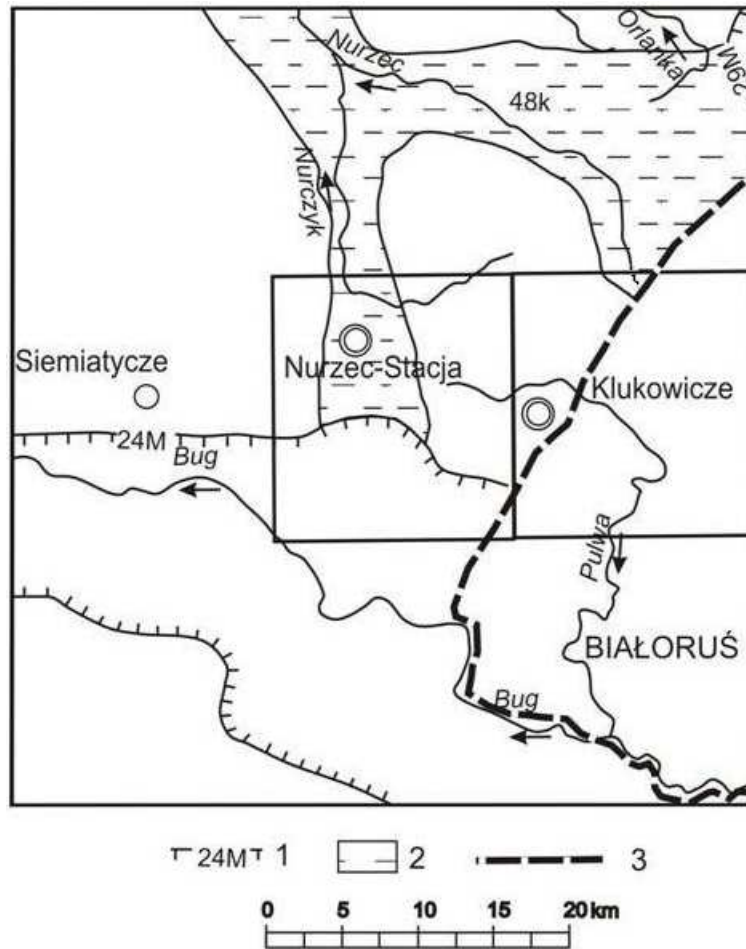 Nurzec
Orlanka
29M
48k
Nurczyk
Siemiatycze
Nurzec-Stacja
Klukowicze
24M
Bug
Pulwa
BIAŁORUŚ
Bug
24M 1 2 3
0 5 10 15 20 km